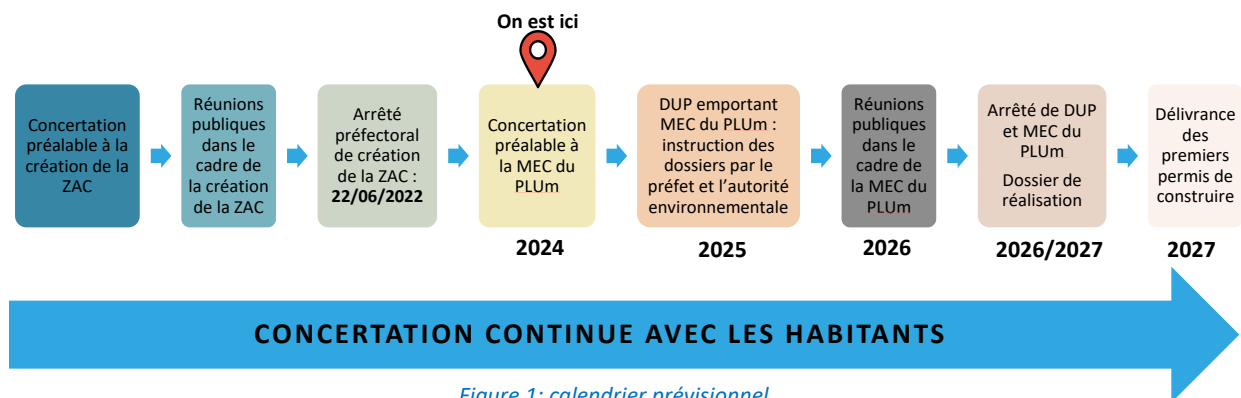 On est ici
Concertation
préalable à la
création de la
ZAC
Réunions
publiques
dans le cadre
de la création
de la ZAC
Arrêté
préfectoral
de création
de la ZAC :
22/06/2022
Concertation
préalable à
la MEC du
PLUm
2024
DUP emportant
MEC du PLUm :
instruction des
dossiers par le
préfet et l’autorité
environnementale
2025
Réunions
publiques
dans le
cadre de
la MEC du
PLUm
2026
Arrêté de DUP
et MEC du
PLUm
Dossier de
réalisation
2026/2027
Délivrance
des
premiers
permis de
construire
2027
CONCERTATION CONTINUE AVEC LES HABITANTS
Figure 1: calendrier prévisionnel